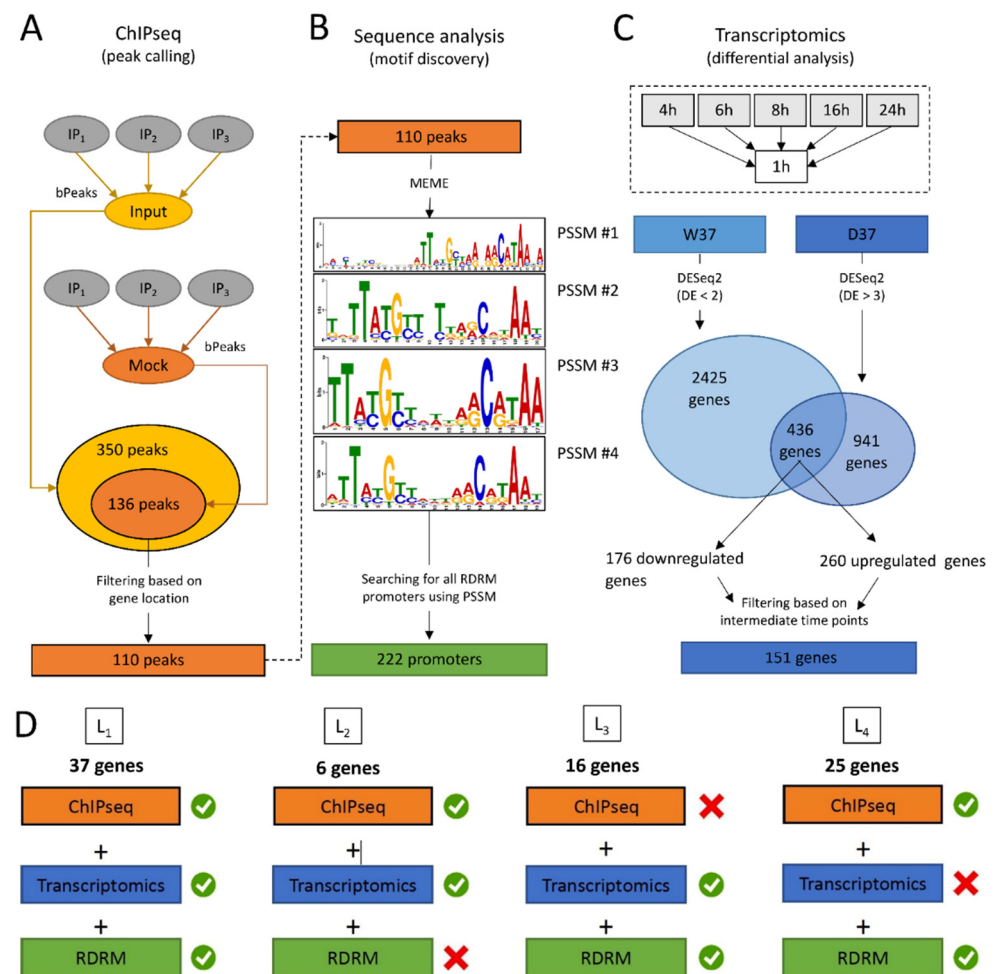 A
ChIPseq
(peak calling)
IP1
IP2
IP3
bPeaks
Input
IP1
IP2
IP3
bPeaks
Mock
350 peaks
136 peaks
Filtering based on
gene location
110 peaks
B
Sequence analysis
(motif discovery)
110 peaks
MEME
PSSM #1
PSSM #2
PSSM #3
PSSM #4
Searching for all RDRM
promoters using PSSM
222 promoters
C
Transcriptomics
(differential analysis)
4h
6h
8h
16h
24h
1h
W37
D37
DESeq2
(DE < 2)
DESeq2
(DE > 3)
2425
genes
436
genes
941
genes
176 downregulated
genes
260 upregulated genes
Filtering based on
intermediate time points
151 genes
D
L1
L2
L3
L4
37 genes
6 genes
16 genes
25 genes
ChIPseq
ChIPseq
ChIPseq
ChIPseq
+
+
+
+
Transcriptomics
Transcriptomics
Transcriptomics
Transcriptomics
+
+
+
+
RDRM
RDRM
RDRM
RDRM